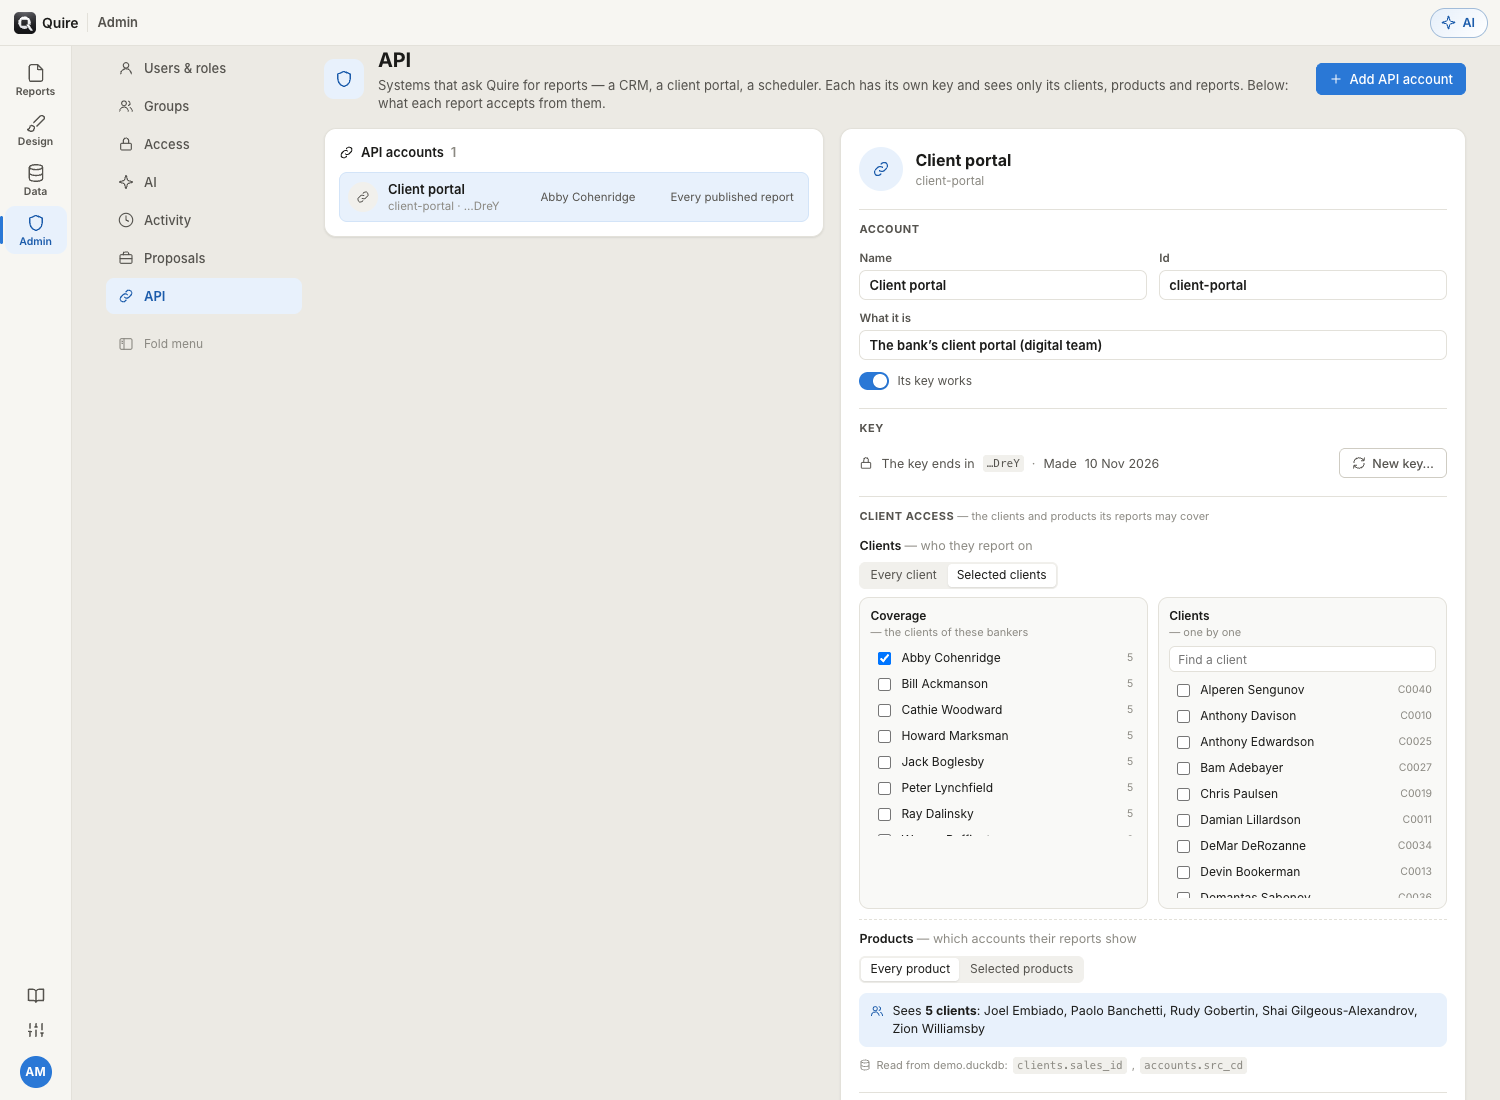 Quire
Admin
AI
Reports
Design
Data
Admin
AM
Users & roles
Groups
Access
AI
Activity
Proposals
API
Fold menu
API
Systems that ask Quire for reports — a CRM, a client portal, a scheduler. Each has its own key and sees only its clients, products and reports. Below:
what each report accepts from them.
Add API account
API accounts 1
Client portal
client-portal · …DreY
Abby Cohenridge
Every published report
Client portal
client-portal
ACCOUNT
Name
Id
Client portal
client-portal
What it is
The bank’s client portal (digital team)
Its key works
KEY
The key ends in …DreY · Made 10 Nov 2026
New key…
CLIENT ACCESS — the clients and products its reports may cover
Clients — who they report on
Every client
Selected clients
Coverage
— the clients of these bankers
Abby Cohenridge 5
Bill Ackmanson 5
Cathie Woodward 5
Howard Marksman 5
Jack Boglesby 5
Peter Lynchfield 5
Ray Dalinsky 5
Clients
— one by one
Find a client
Alperen Sengunov C0040
Anthony Davison C0010
Anthony Edwardson C0025
Bam Adebayer C0027
Chris Paulsen C0019
Damian Lillardson C0011
DeMar DeRozanne C0034
Devin Bookerman C0013
Products — which accounts their reports show
Every product
Selected products
Sees 5 clients: Joel Embiado, Paolo Banchetti, Rudy Gobertin, Shai Gilgeous-Alexandrov,
Zion Williamsby
Read from demo.duckdb: clients.sales_id , accounts.src_cd